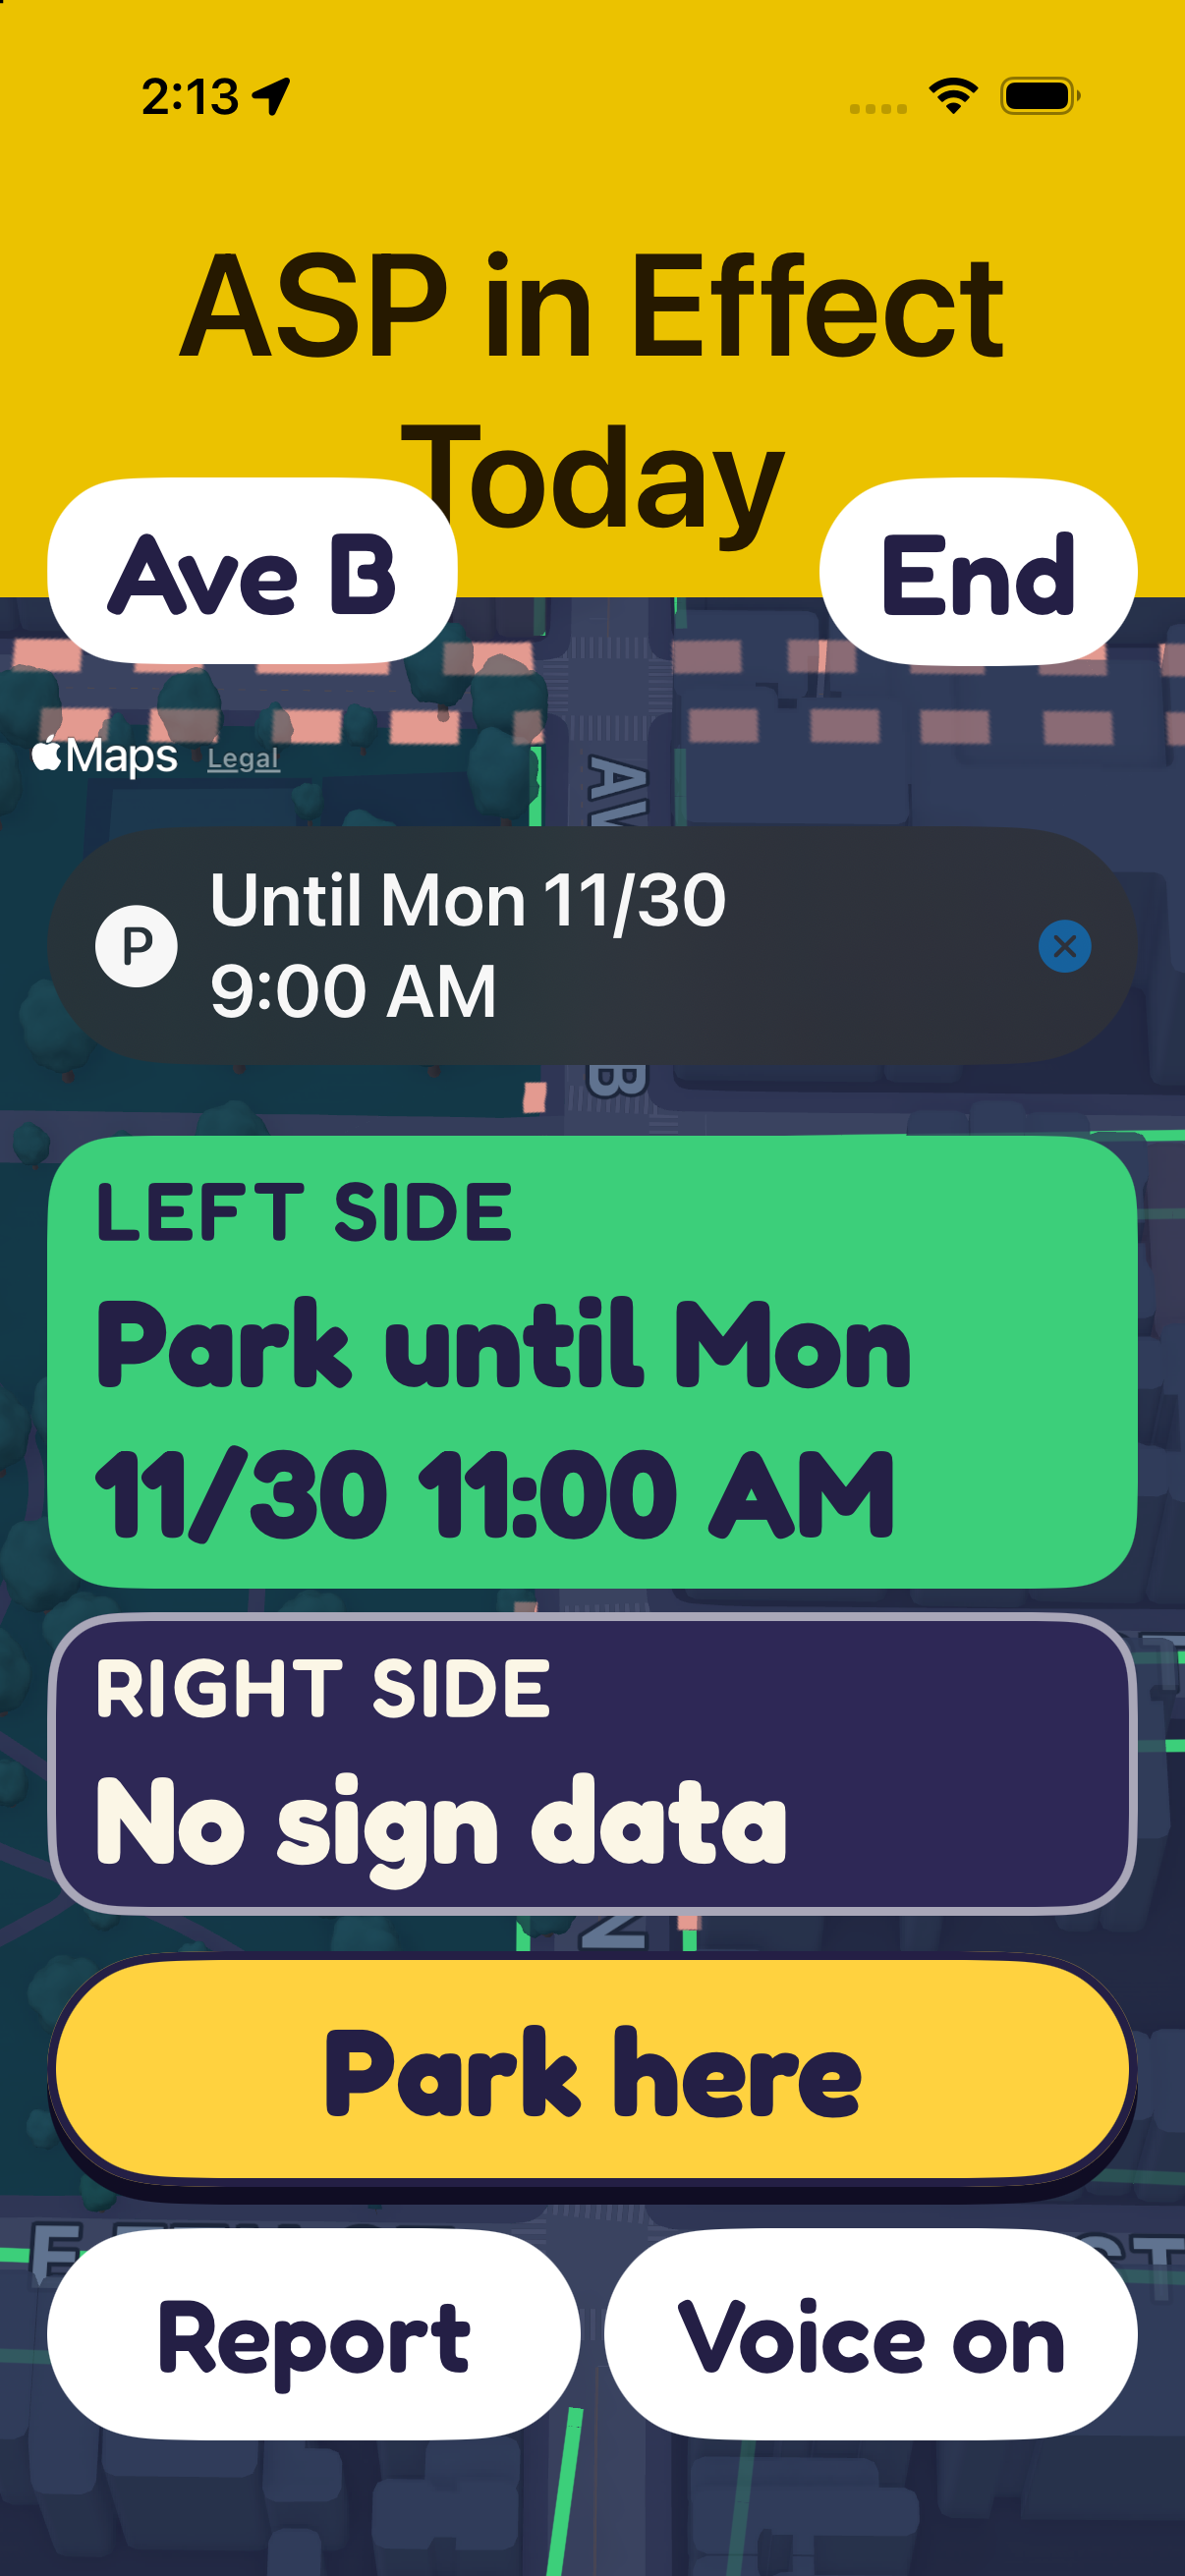 2:13
ASP in Effect
Today
Ave B
End
Maps Legal
AV
P
Until Mon 11/30
9:00 AM
B
LEFT SIDE
Park until Mon
11/30 11:00 AM
RIGHT SIDE
No sign data
Park here
Report
Voice on